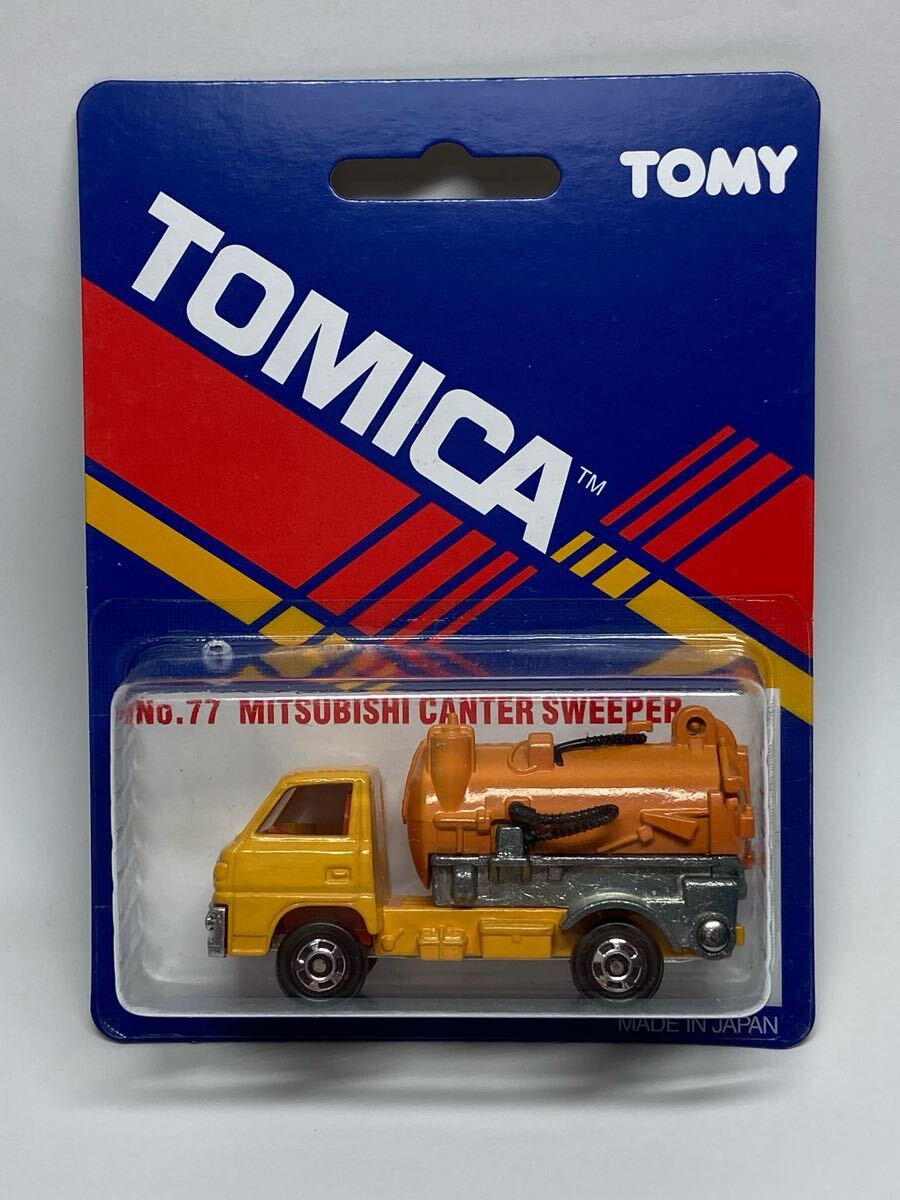 TOMY
TOMICA™
No.77 MITSUBISHI CANTER SWEEPER
MADE IN JAPAN